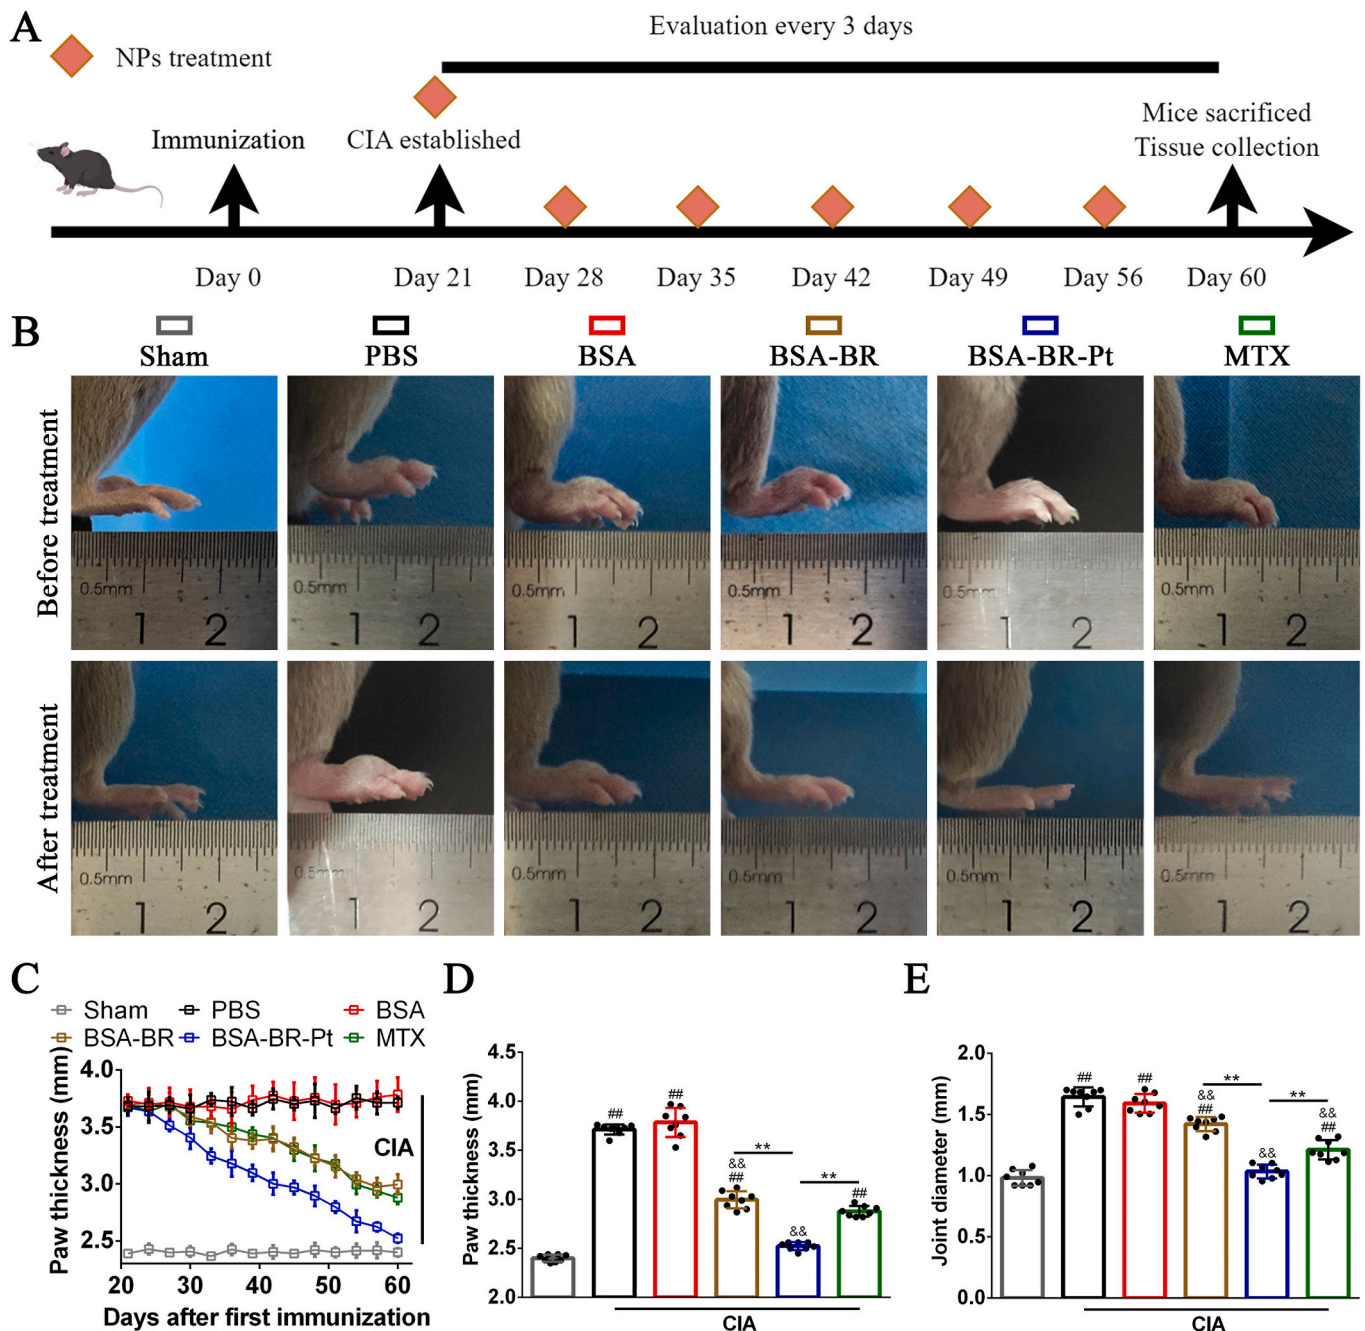 A
Evaluation every 3 days
NPs treatment
Mice sacrificed
Immunization
CIA established
Tissue collection
Day 0
Day 21
Day 28
Day 35
Day 42
Day 49
Day 56
Day 60
B
Sham
PBS
BSA
BSA-BR
BSA-BR-Pt
MTX
Before treatment
0.5mm
1 2
0.5mm
1 2
0.5mm
1 2
0.5mm
1 2
0.5mm
1 2
0.5mm
1 2
After treatment
0.5mm
1 2
0.5mm
1 2
0.5mm
1 2
0.5mm
1 2
0.5mm
1 2
0.5mm
1 2
C
Sham
PBS
BSA
BSA-BR
BSA-BR-Pt
MTX
Paw thickness (mm)
4.0
3.5
3.0
2.5
CIA
20 30 40 50 60
Days after first immunization
D
Paw thickness (mm)
4.5
4.0
3.5
3.0
2.5
2.0
##
##
&&
##
**
&&
**
##
CIA
E
Joint diameter (mm)
2.0
1.5
1.0
0.5
0.0
##
##
&&
##
**
&&
**
&&
##
CIA